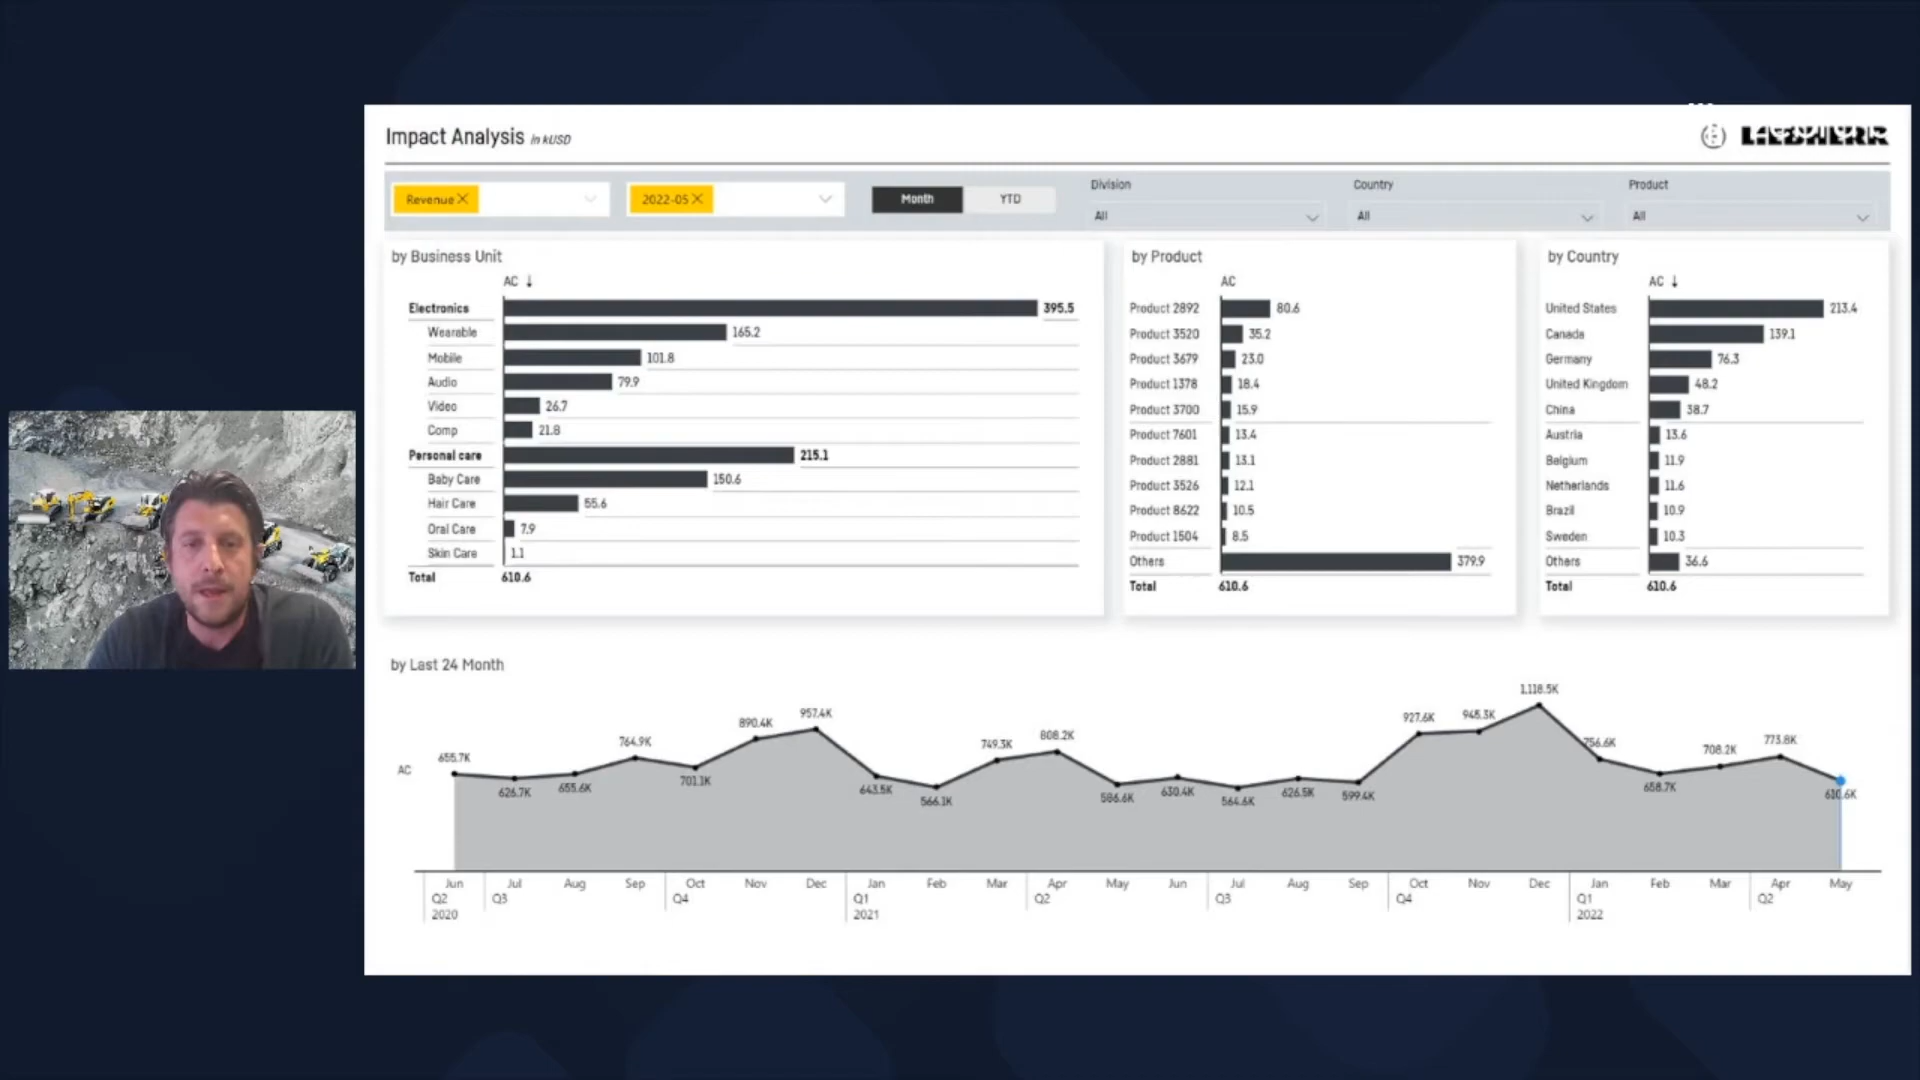 Impact Analysis in kUSD
LIEBHERR
Revenue
2022-05
Month
YTD
Division
All
Country
All
Product
All
by Business Unit
AC ↓
Electronics 395.5
Wearable 165.2
Mobile 101.8
Audio 79.9
Video 26.7
Comp 21.8
Personal care 215.1
Baby Care 150.6
Hair Care 55.6
Oral Care 7.9
Skin Care 1.1
Total 610.6
by Product
AC
Product 2892 80.6
Product 3520 35.2
Product 3679 23.0
Product 1378 18.4
Product 3700 15.9
Product 7601 13.4
Product 2881 13.1
Product 3526 12.1
Product 8622 10.5
Product 1504 8.5
Others 379.9
Total 610.6
by Country
AC ↓
United States 213.4
Canada 139.1
Germany 76.3
United Kingdom 48.2
China 38.7
Austria 13.6
Belgium 11.9
Netherlands 11.6
Brazil 10.9
Sweden 10.3
Others 36.6
Total 610.6
by Last 24 Month
AC
655.7K 626.7K 655.6K 764.9K 701.1K 890.4K 957.4K 643.5K 566.1K 749.3K 808.2K 586.6K 630.4K 564.6K 626.5K 599.4K 927.6K 945.3K 1,118.5K 756.6K 658.7K 708.2K 773.8K 610.6K
Jun Jul Aug Sep Oct Nov Dec Jan Feb Mar Apr May Jun Jul Aug Sep Oct Nov Dec Jan Feb Mar Apr May
Q2 Q3 Q4 Q1 Q2 Q3 Q4 Q1 Q2
2020 2021 2022